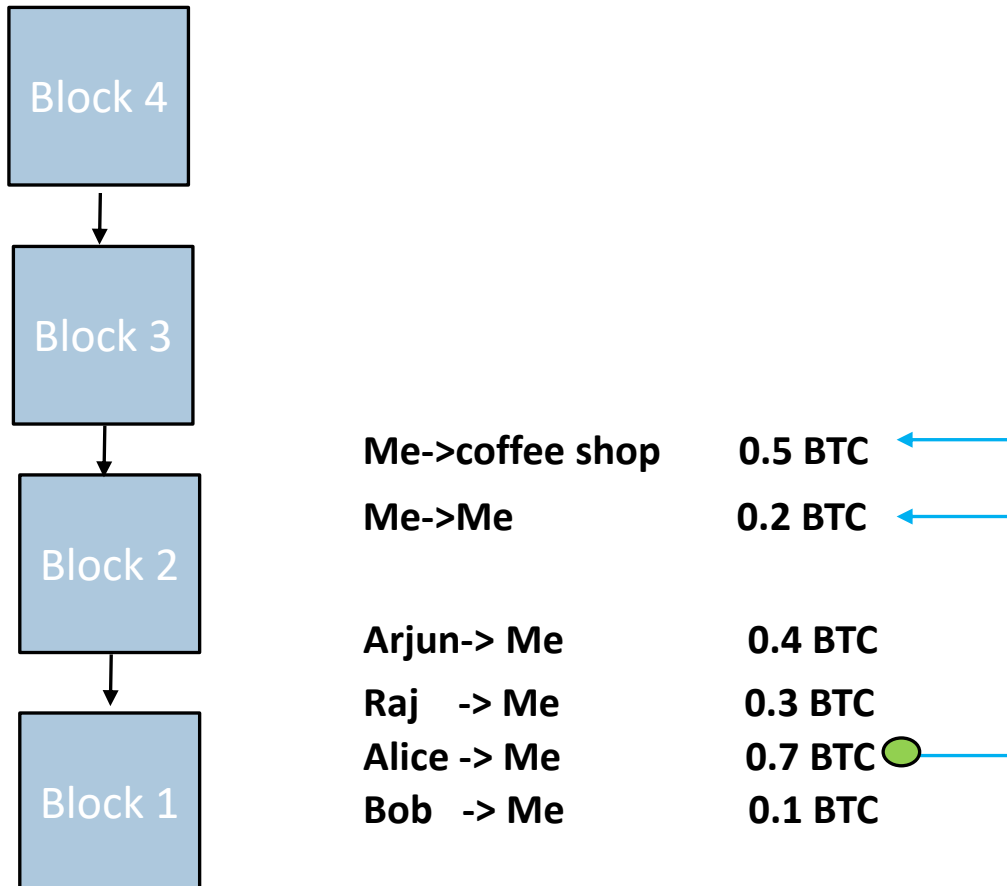 Block 4
Block 3
Me->coffee shop 0.5 BTC
Me->Me 0.2 BTC
Block 2
Arjun-> Me 0.4 BTC
Raj -> Me 0.3 BTC
Alice -> Me 0.7 BTC
Block 1
Bob -> Me 0.1 BTC